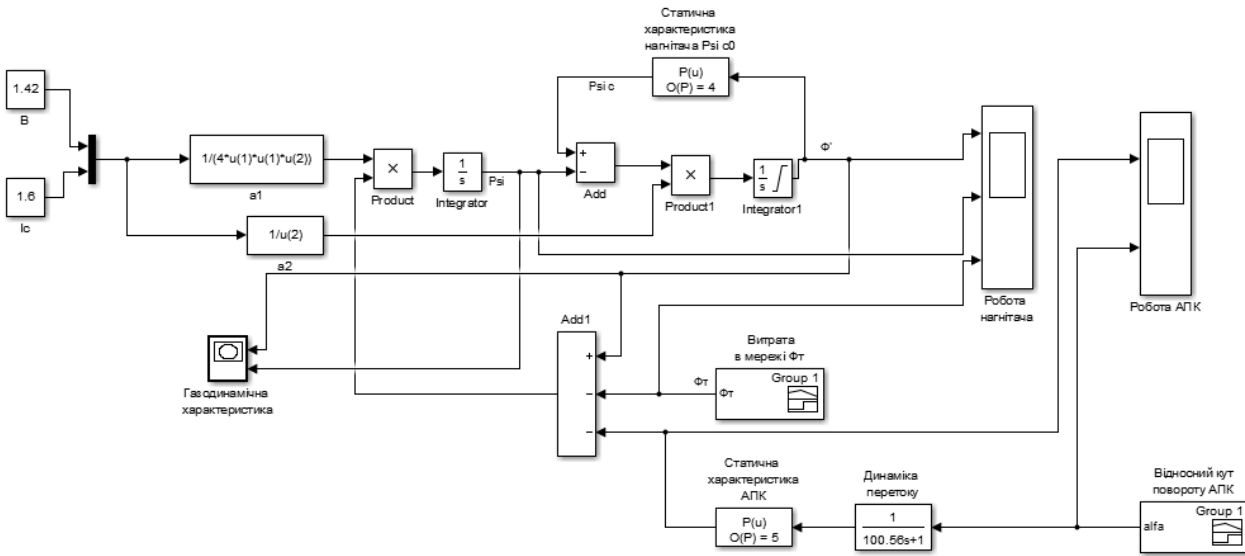 Статична
характеристика
нагнітача Psi c0
P(u)
O(P) = 4
Psi c
1.42
B
1.6
Ic
1/(4*u(1)*u(1)*u(2))
a1
1/u(2)
a2
×
Product
1
s
Integrator
Psi
+
−
Add
×
Product1
1
s
Integrator1
Ф'
Робота
нагнітача
Робота АПК
Add1
+
−
−
Газодинамічна
характеристика
Витрата
в мережі Фт
Group 1
Фт
Фт
Статична
характеристика
АПК
P(u)
O(P) = 5
Динаміка
перетоку
1
100.56s+1
Відносний кут
повороту АПК
Group 1
alfa